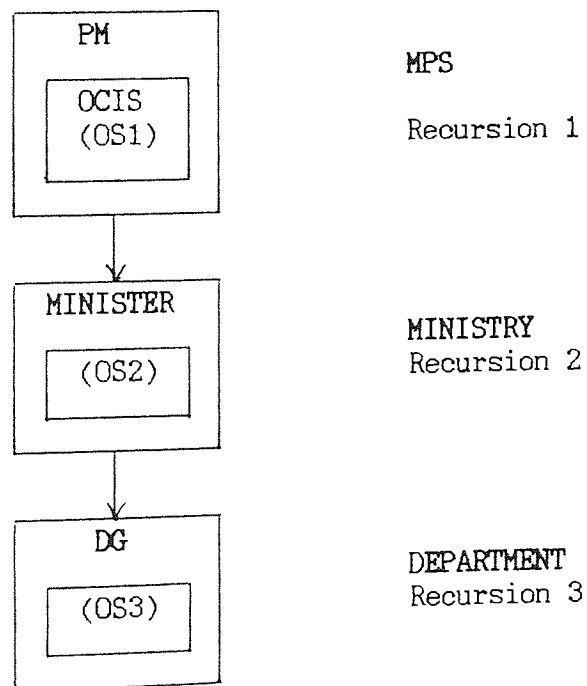 PM
OCIS
(OS1)
MPS
Recursion 1
MINISTER
(OS2)
MINISTRY
Recursion 2
DG
(OS3)
DEPARTMENT
Recursion 3